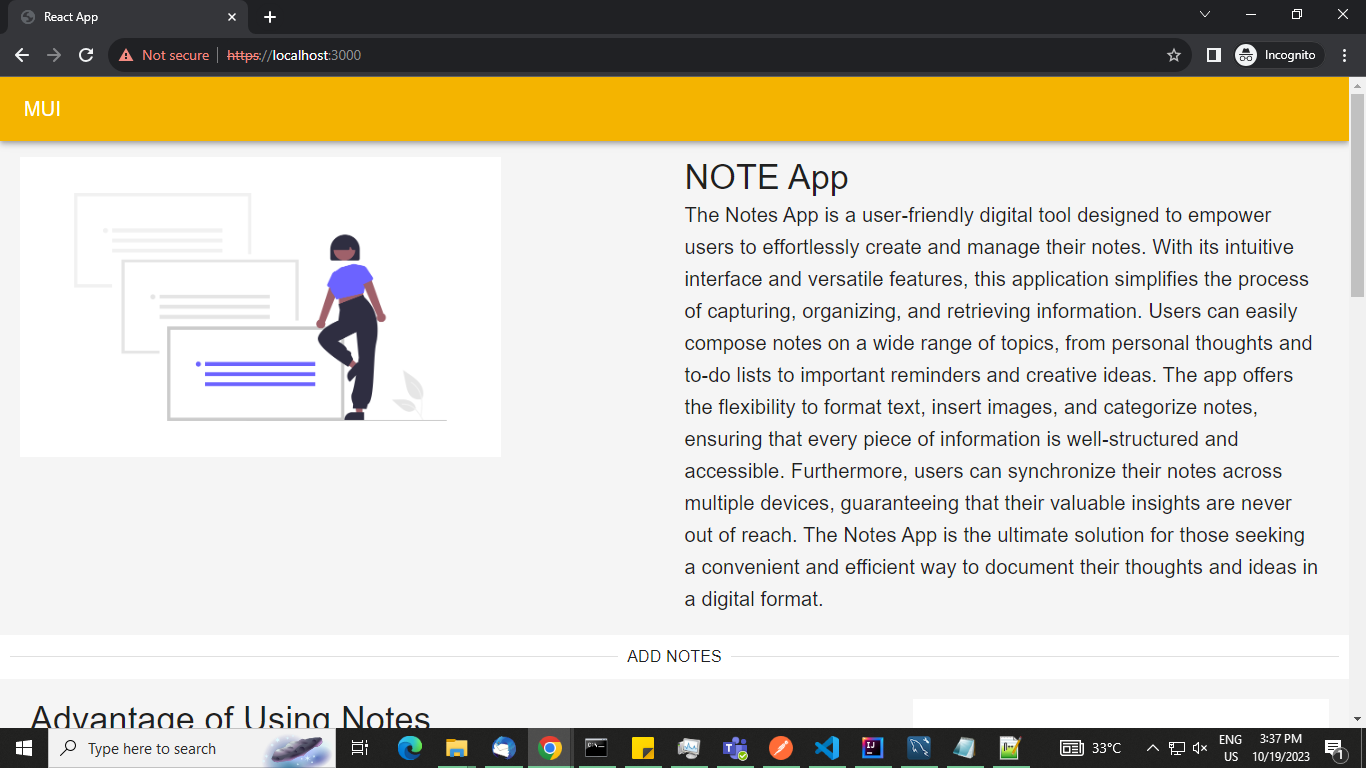 React App
Not secure https://localhost:3000
Incognito
MUI
NOTE App
The Notes App is a user-friendly digital tool designed to empower
users to effortlessly create and manage their notes. With its intuitive
interface and versatile features, this application simplifies the process
of capturing, organizing, and retrieving information. Users can easily
compose notes on a wide range of topics, from personal thoughts and
to-do lists to important reminders and creative ideas. The app offers
the flexibility to format text, insert images, and categorize notes,
ensuring that every piece of information is well-structured and
accessible. Furthermore, users can synchronize their notes across
multiple devices, guaranteeing that their valuable insights are never
out of reach. The Notes App is the ultimate solution for those seeking
a convenient and efficient way to document their thoughts and ideas in
a digital format.
ADD NOTES
Advantage of Using Notes
Type here to search
33°C
ENG
US
3:37 PM
10/19/2023
1